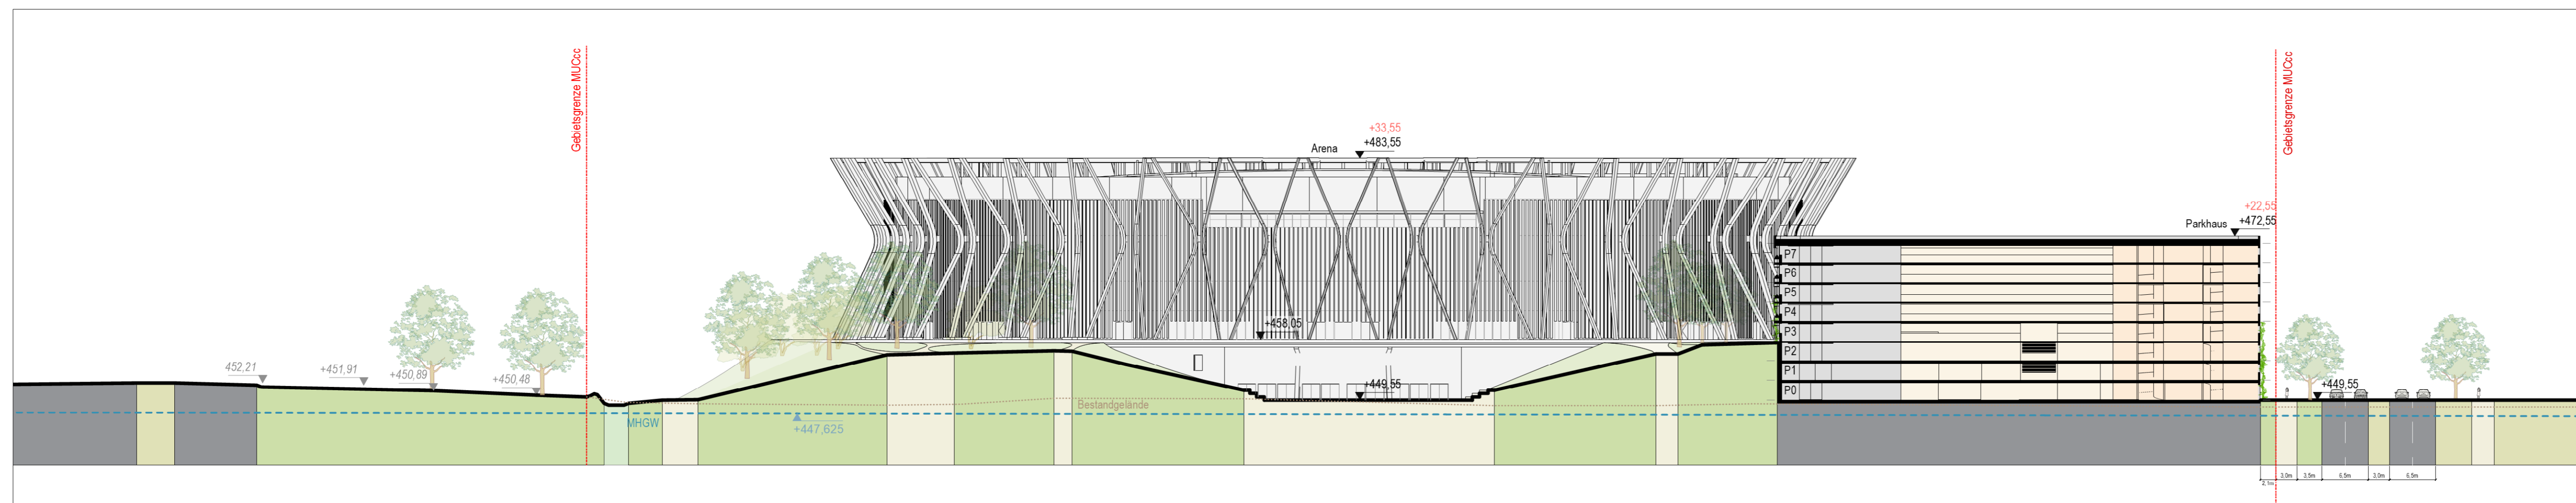 Gebietsgrenze MUCcc
Gebietsgrenze MUCcc
+33,55
Arena +483,55
+22,55
Parkhaus +472,55
P7
P6
P5
P4
P3
P2
P1
P0
+458,05
452,21
+451,91
+450,89
+450,48
+449,55
+449,55
Bestandgelände
MHGW
+447,625
2,1m
3,0m
3,5m
6,5m
3,0m
6,5m